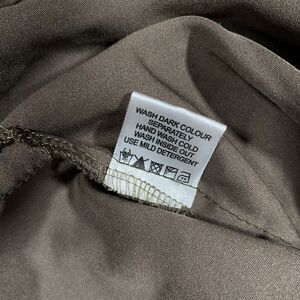 WASH DARK COLOUR
SEPARATELY
HAND WASH COLD
WASH INSIDE OUT
USE MILD DETERGENT